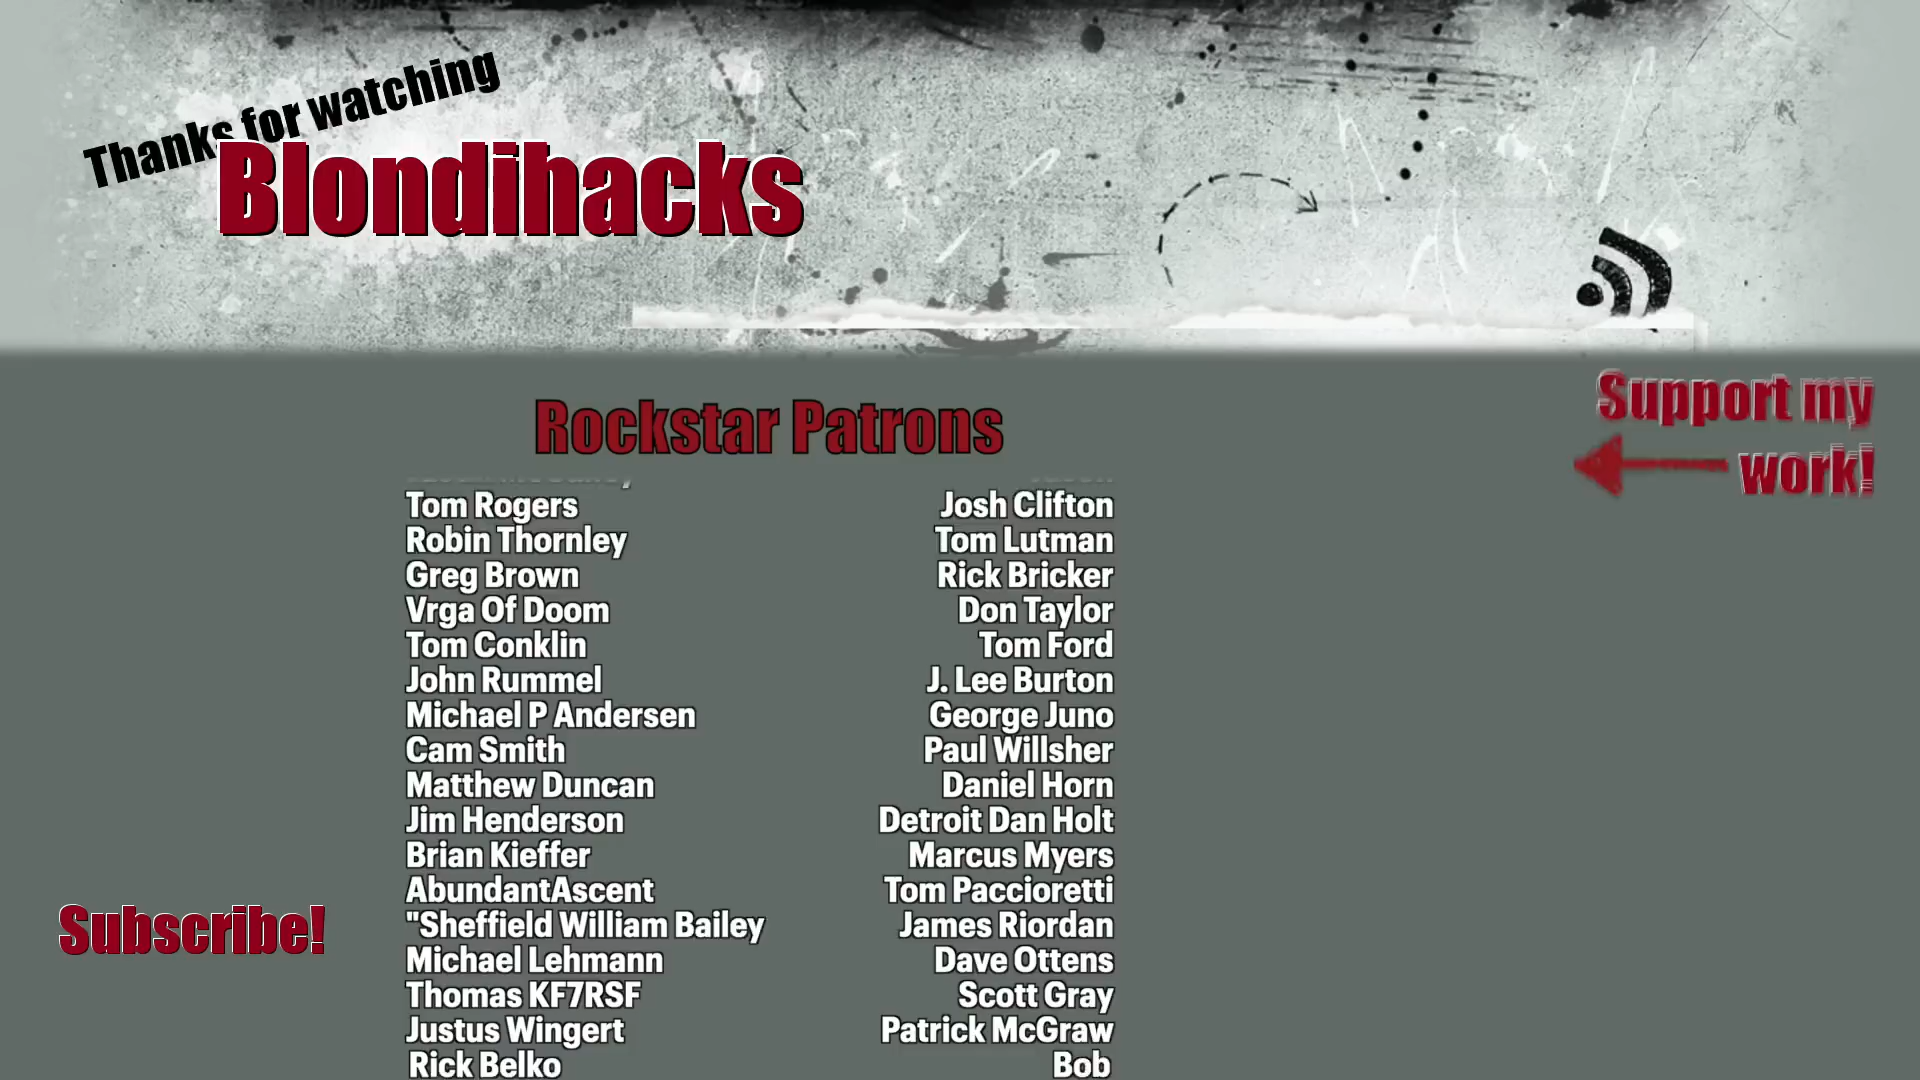 Thanks for watching
Blondihacks
Support my
work!
Rockstar Patrons
Tom Rogers
Josh Clifton
Robin Thornley
Tom Lutman
Greg Brown
Rick Bricker
Vrga Of Doom
Don Taylor
Tom Conklin
Tom Ford
John Rummel
J. Lee Burton
Michael P Andersen
George Juno
Cam Smith
Paul Willsher
Matthew Duncan
Daniel Horn
Jim Henderson
Detroit Dan Holt
Brian Kieffer
Marcus Myers
AbundantAscent
Tom Paccioretti
"Sheffield William Bailey
James Riordan
Michael Lehmann
Dave Ottens
Thomas KF7RSF
Scott Gray
Justus Wingert
Patrick McGraw
Rick Belko
Bob
Subscribe!